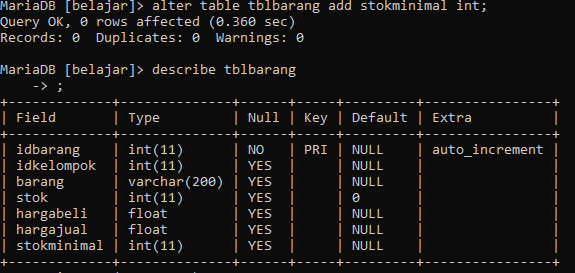 MariaDB [belajar]> alter table tblbarang add stokminimal int;
Query OK, 0 rows affected (0.360 sec)
Records: 0  Duplicates: 0  Warnings: 0

MariaDB [belajar]> describe tblbarang
    -> ;
+-------------+--------------+------+-----+---------+----------------+
| Field       | Type         | Null | Key | Default | Extra          |
+-------------+--------------+------+-----+---------+----------------+
| idbarang    | int(11)      | NO   | PRI | NULL    | auto_increment |
| idkelompok  | int(11)      | YES  |     | NULL    |                |
| barang      | varchar(200) | YES  |     | NULL    |                |
| stok        | int(11)      | YES  |     | 0       |                |
| hargabeli   | float        | YES  |     | NULL    |                |
| hargajual   | float        | YES  |     | NULL    |                |
| stokminimal | int(11)      | YES  |     | NULL    |                |
+-------------+--------------+------+-----+---------+----------------+